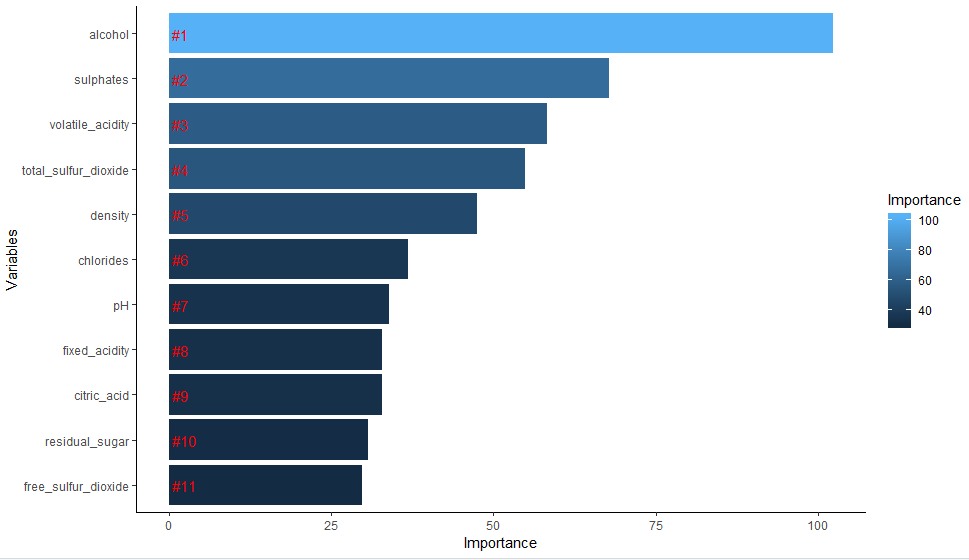 alcohol #1
sulphates #2
volatile_acidity #3
total_sulfur_dioxide #4
density #5
chlorides #6
pH #7
fixed_acidity #8
citric_acid #9
residual_sugar #10
free_sulfur_dioxide #11
Variables
0 25 50 75 100
Importance
Importance
100
80
60
40